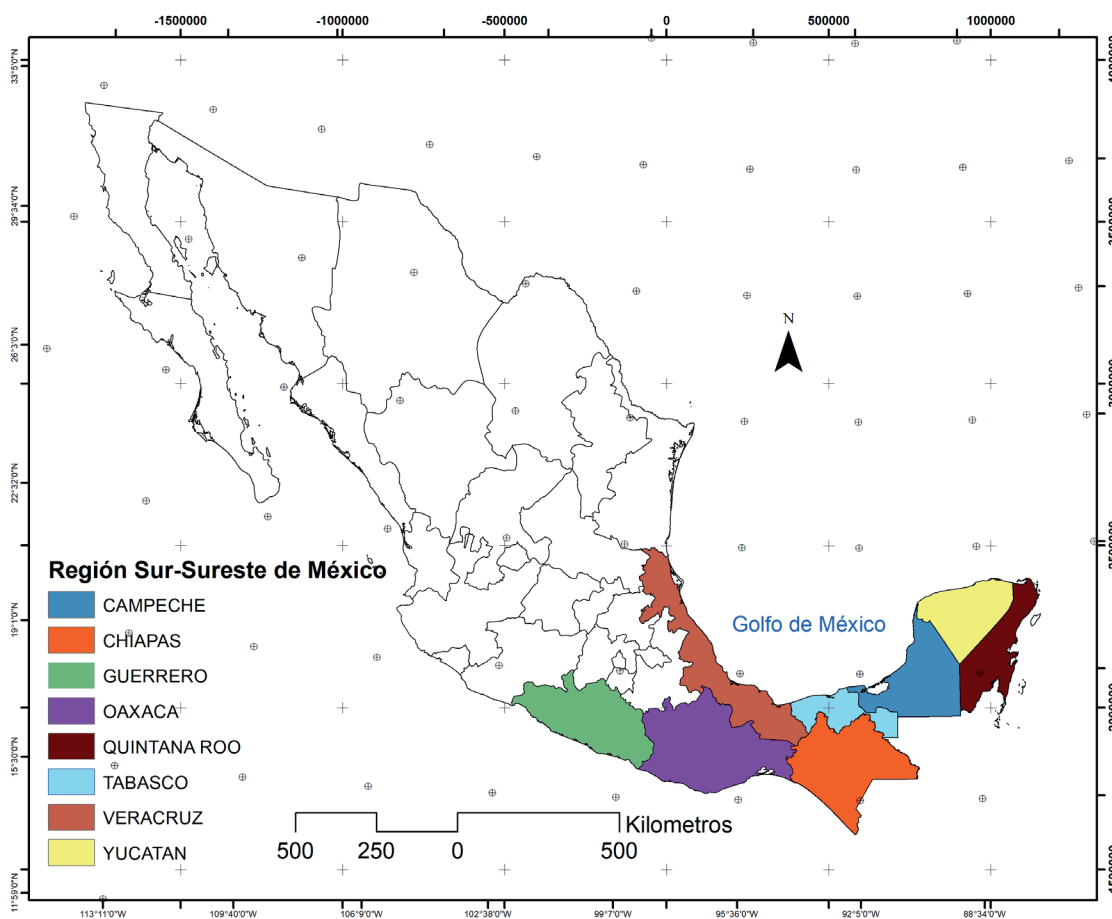 -1500000
-1000000
-500000
0
500000
1000000
33°5'0"N
29°34'0"N
26°3'0"N
22°32'0"N
19°1'0"N
15°30'0"N
11°59'0"N
N
Golfo de México
Región Sur-Sureste de México
CAMPECHE
CHIAPAS
GUERRERO
OAXACA
QUINTANA ROO
TABASCO
VERACRUZ
YUCATAN
Kilometros
500
250
0
500
113°11'0"W
109°40'0"W
106°9'0"W
102°38'0"W
99°7'0"W
95°36'0"W
92°5'0"W
88°34'0"W